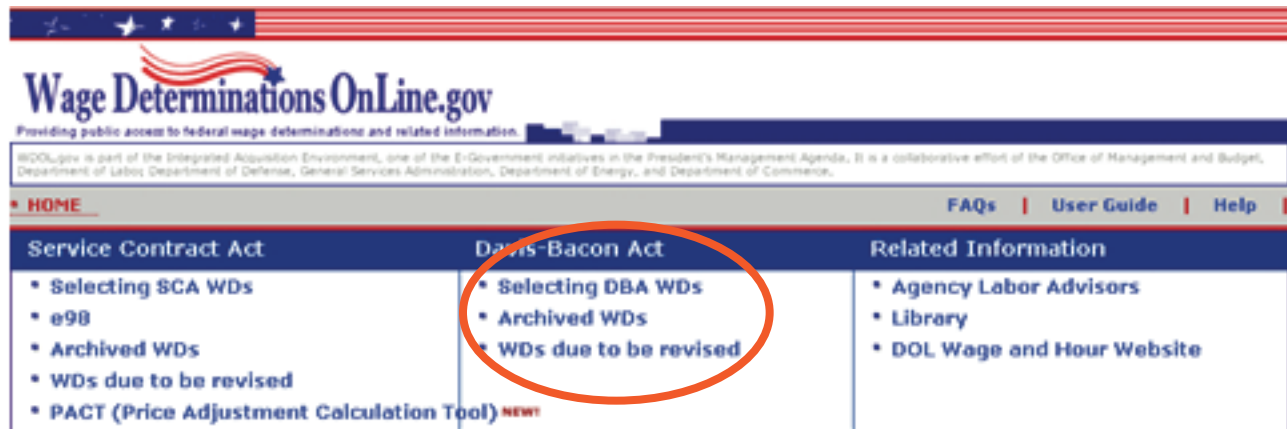 Wage Determinations OnLine.gov
Providing public access to federal wage determinations and related information.
WDOL.gov is part of the Integrated Acquisition Environment, one of the E-Government initiatives in the President's Management Agenda. It is a collaborative effort of the Office of Management and Budget,
Department of Labor, Department of Defense, General Services Administration, Department of Energy, and Department of Commerce.
• HOME
FAQs | User Guide | Help |
Service Contract Act
• Selecting SCA WDs
• e98
• Archived WDs
• WDs due to be revised
• PACT (Price Adjustment Calculation Tool) NEW!
Davis-Bacon Act
• Selecting DBA WDs
• Archived WDs
• WDs due to be revised
Related Information
• Agency Labor Advisors
• Library
• DOL Wage and Hour Website